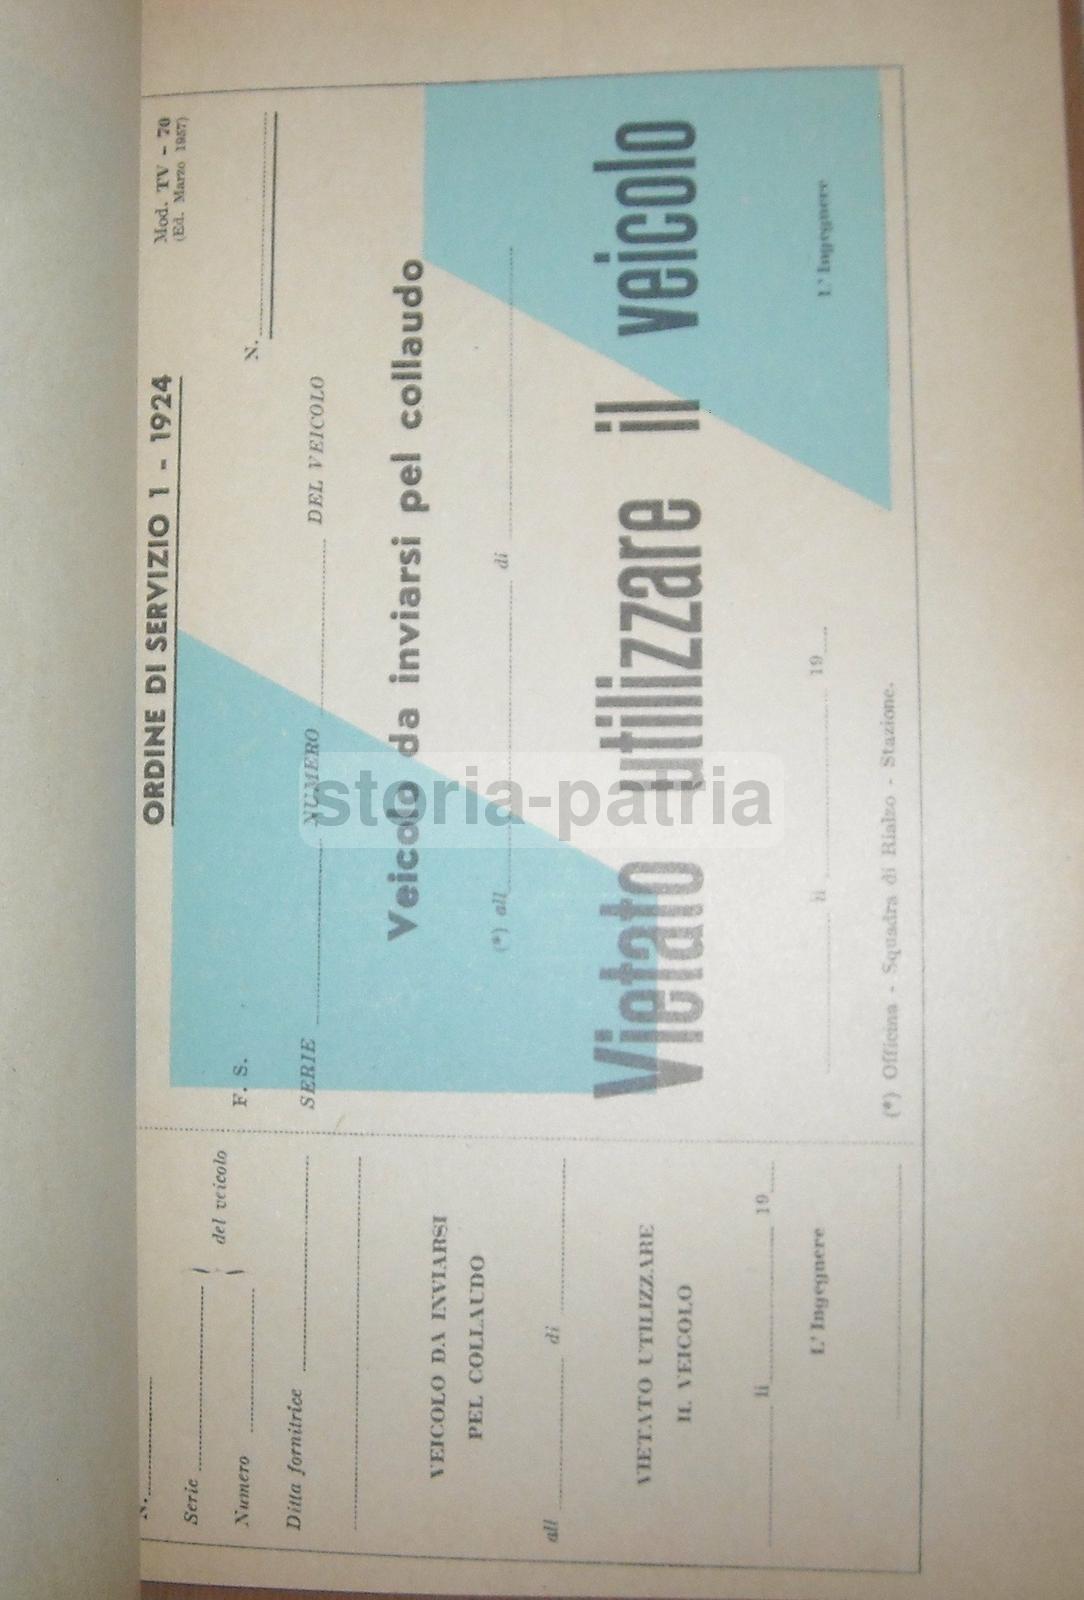 N.
Serie
Numero
del veicolo
Ditta fornitrice
VEICOLO DA INVIARSI
PEL COLLAUDO
all di
VIETATO UTILIZZARE
IL VEICOLO
li 19
L'Ingegnere
ORDINE DI SERVIZIO 1 - 1924
Mod. TV - 70
(Ed. Marzo 1957)
F. S.
N.
SERIE NUMERO DEL VEICOLO
Veicolo da inviarsi pel collaudo
(*) all di
Vietato utilizzare il veicolo
li 19
L'Ingegnere
(*) Officina - Squadra di Rialzo - Stazione.
storia-patria